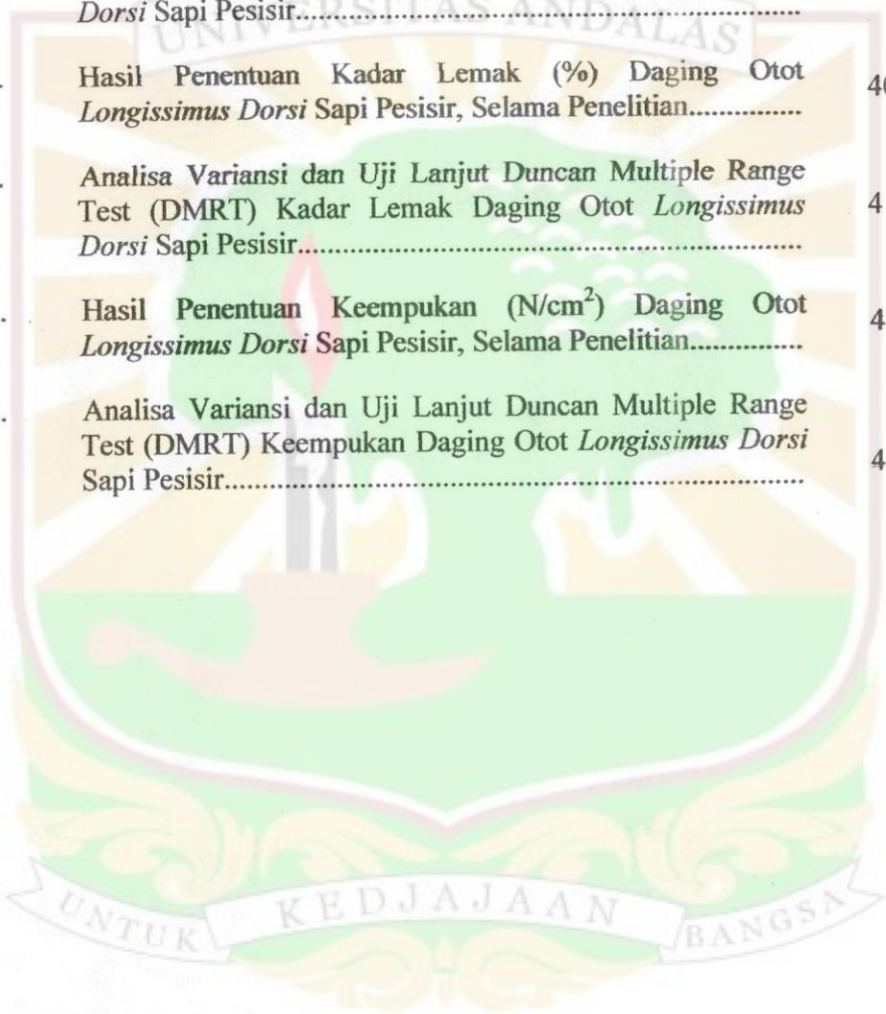 Dorsi Sapi Pesisir...............................................................
UNIVERSITAS ANDALAS
Hasil Penentuan Kadar Lemak (%) Daging Otot
Longissimus Dorsi Sapi Pesisir, Selama Penelitian...............
Analisa Variansi dan Uji Lanjut Duncan Multiple Range
Test (DMRT) Kadar Lemak Daging Otot Longissimus
Dorsi Sapi Pesisir...............................................................
Hasil Penentuan Keempukan (N/cm²) Daging Otot
Longissimus Dorsi Sapi Pesisir, Selama Penelitian...............
Analisa Variansi dan Uji Lanjut Duncan Multiple Range
Test (DMRT) Keempukan Daging Otot Longissimus Dorsi
Sapi Pesisir.........................................................................
UNTUK KEDJAJAAN BANGSA